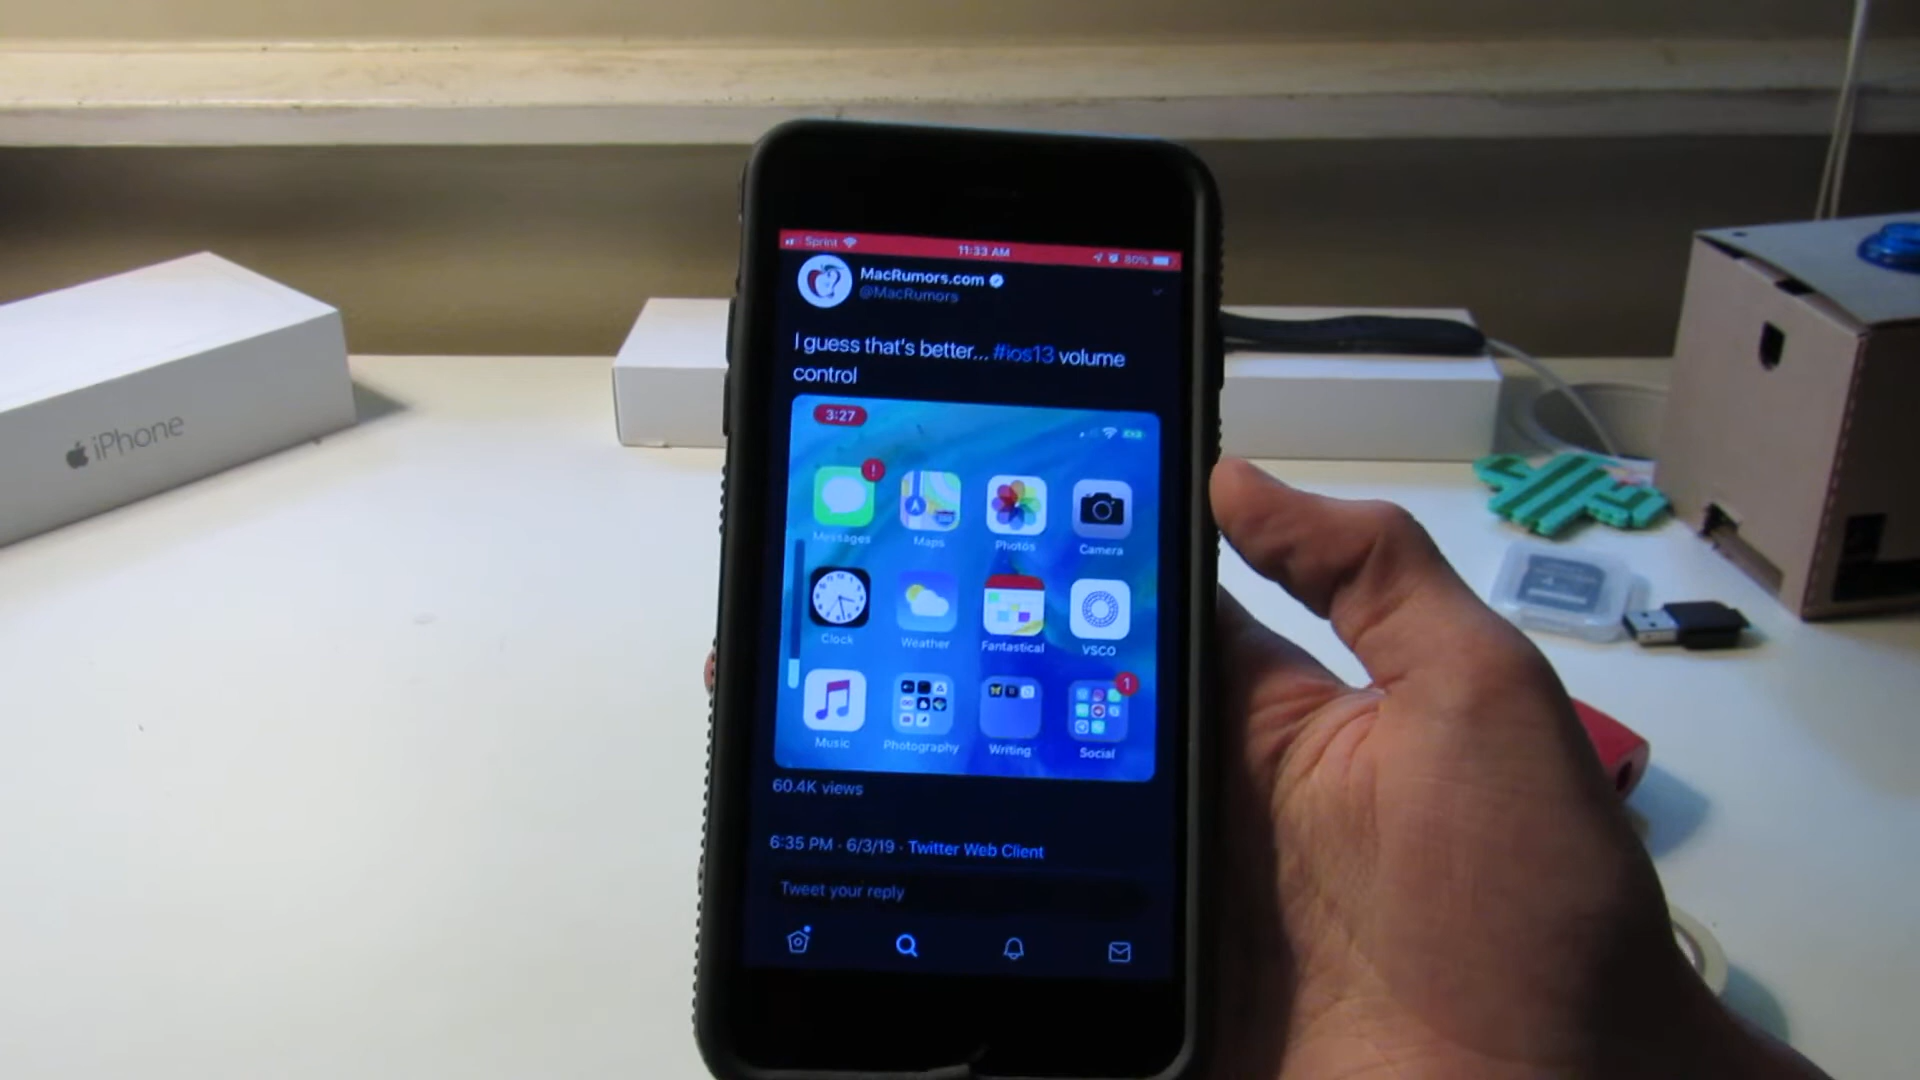 Sprint 11:33 AM 80%
MacRumors.com
@MacRumors
I guess that's better... #ios13 volume
control
3:27
!
Messages Maps Photos Camera
Clock Weather Fantastical VSCO
1
Music Photography Writing Social
60.4K views
6:35 PM · 6/3/19 · Twitter Web Client
Tweet your reply
iPhone